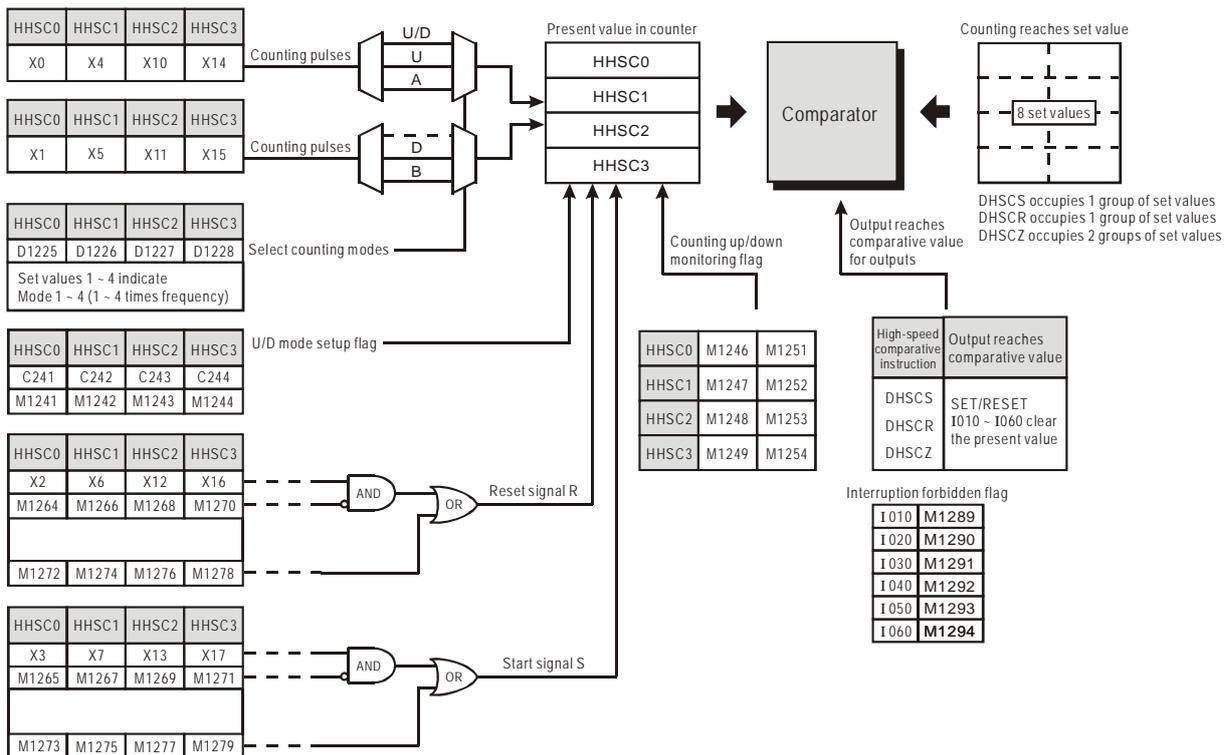 HHSC0 HHSC1 HHSC2 HHSC3
X0 X4 X10 X14
Counting pulses
U/D
U
A
HHSC0 HHSC1 HHSC2 HHSC3
X1 X5 X11 X15
Counting pulses
D
B
HHSC0 HHSC1 HHSC2 HHSC3
D1225 D1226 D1227 D1228
Set values 1 ~ 4 indicate
Mode 1 ~ 4 (1 ~ 4 times frequency)
Select counting modes
HHSC0 HHSC1 HHSC2 HHSC3
C241 C242 C243 C244
M1241 M1242 M1243 M1244
U/D mode setup flag
HHSC0 HHSC1 HHSC2 HHSC3
X2 X6 X12 X16
M1264 M1266 M1268 M1270
M1272 M1274 M1276 M1278
AND
OR
Reset signal R
HHSC0 HHSC1 HHSC2 HHSC3
X3 X7 X13 X17
M1265 M1267 M1269 M1271
M1273 M1275 M1277 M1279
AND
OR
Start signal S
Present value in counter
HHSC0
HHSC1
HHSC2
HHSC3
Comparator
Counting reaches set value
8 set values
DHSCS occupies 1 group of set values
DHSCR occupies 1 group of set values
DHSCZ occupies 2 groups of set values
Counting up/down
monitoring flag
HHSC0 M1246 M1251
HHSC1 M1247 M1252
HHSC2 M1248 M1253
HHSC3 M1249 M1254
Output reaches
comparative value
for outputs
High-speed
comparative
instruction
Output reaches
comparative value
DHSCS
DHSCR
DHSCZ
SET/RESET
I010 ~ I060 clear
the present value
Interruption forbidden flag
I010 M1289
I020 M1290
I030 M1291
I040 M1292
I050 M1293
I060 M1294